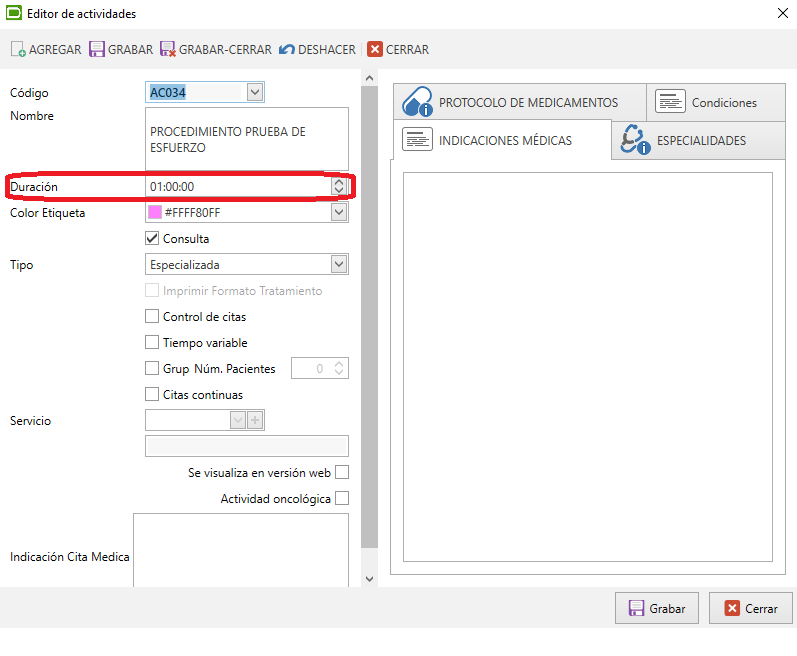 Editor de actividades
AGREGAR GRABAR GRABAR-CERRAR DESHACER CERRAR
Código AC034
Nombre
PROCEDIMIENTO PRUEBA DE
ESFUERZO
Duración 01:00:00
Color Etiqueta #FFFF80FF
Consulta
Tipo Especializada
Imprimir Formato Tratamiento
Control de citas
Tiempo variable
Grup Núm. Pacientes 0
Citas continuas
Servicio
Se visualiza en versión web
Actividad oncológica
Indicación Cita Medica
PROTOCOLO DE MEDICAMENTOS Condiciones
INDICACIONES MÉDICAS ESPECIALIDADES
Grabar Cerrar